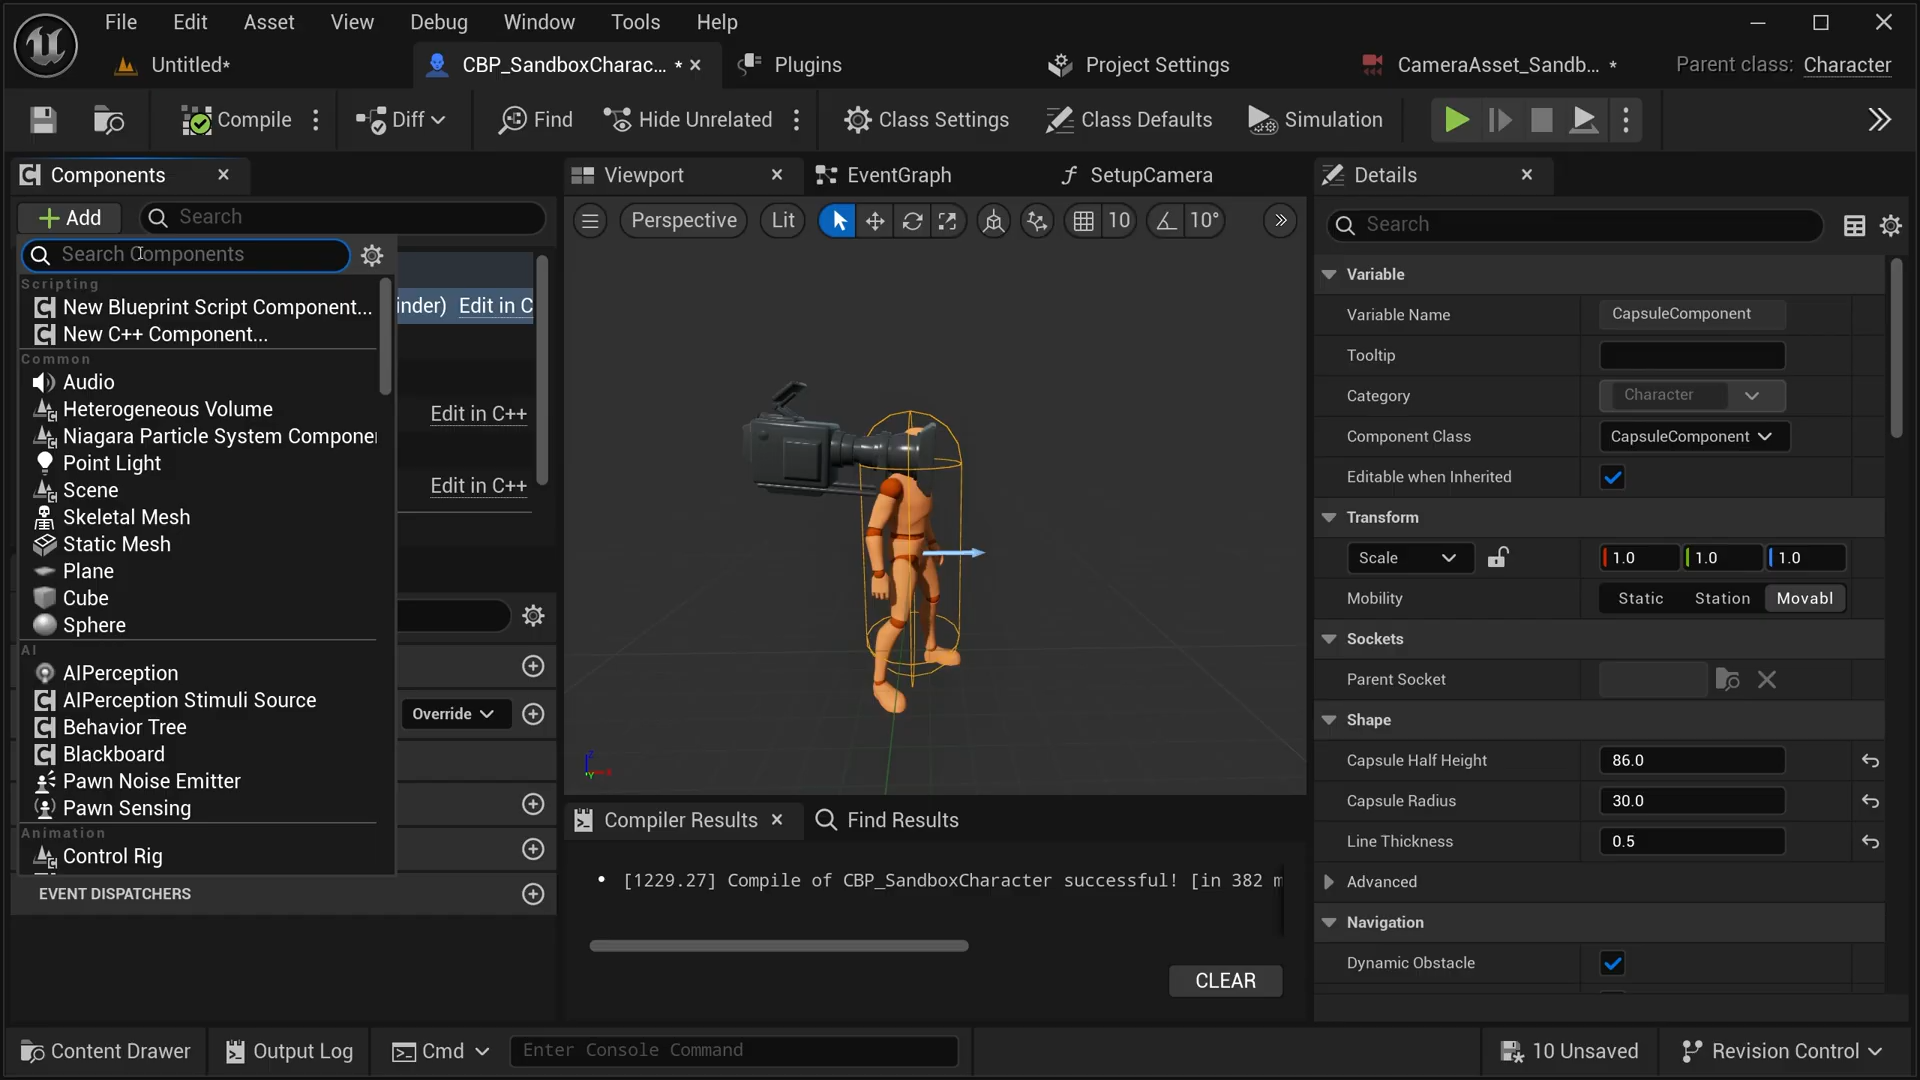 File Edit Asset View Debug Window Tools Help
Untitled*
CBP_SandboxCharac... *
Plugins
Project Settings
CameraAsset_Sandb... *
Parent class: Character
Compile
Diff
Find
Hide Unrelated
Class Settings
Class Defaults
Simulation
Components
Add
Search
Search Components
Scripting
New Blueprint Script Component...
New C++ Component...
Common
Audio
Heterogeneous Volume
Niagara Particle System Componen
Point Light
Scene
Skeletal Mesh
Static Mesh
Plane
Cube
Sphere
AI
AIPerception
AIPerception Stimuli Source
Behavior Tree
Blackboard
Pawn Noise Emitter
Pawn Sensing
Animation
Control Rig
inder) Edit in C
Edit in C++
Edit in C++
Override
EVENT DISPATCHERS
Viewport
EventGraph
SetupCamera
Perspective
Lit
10
10°
Z
Y
Compiler Results
Find Results
[1229.27] Compile of CBP_SandboxCharacter successful! [in 382 m
CLEAR
Details
Search
Variable
Variable Name CapsuleComponent
Tooltip
Category Character
Component Class CapsuleComponent
Editable when Inherited
Transform
Scale 1.0 1.0 1.0
Mobility Static Station Movabl
Sockets
Parent Socket
Shape
Capsule Half Height 86.0
Capsule Radius 30.0
Line Thickness 0.5
Advanced
Navigation
Dynamic Obstacle
Content Drawer
Output Log
Cmd
Enter Console Command
10 Unsaved
Revision Control